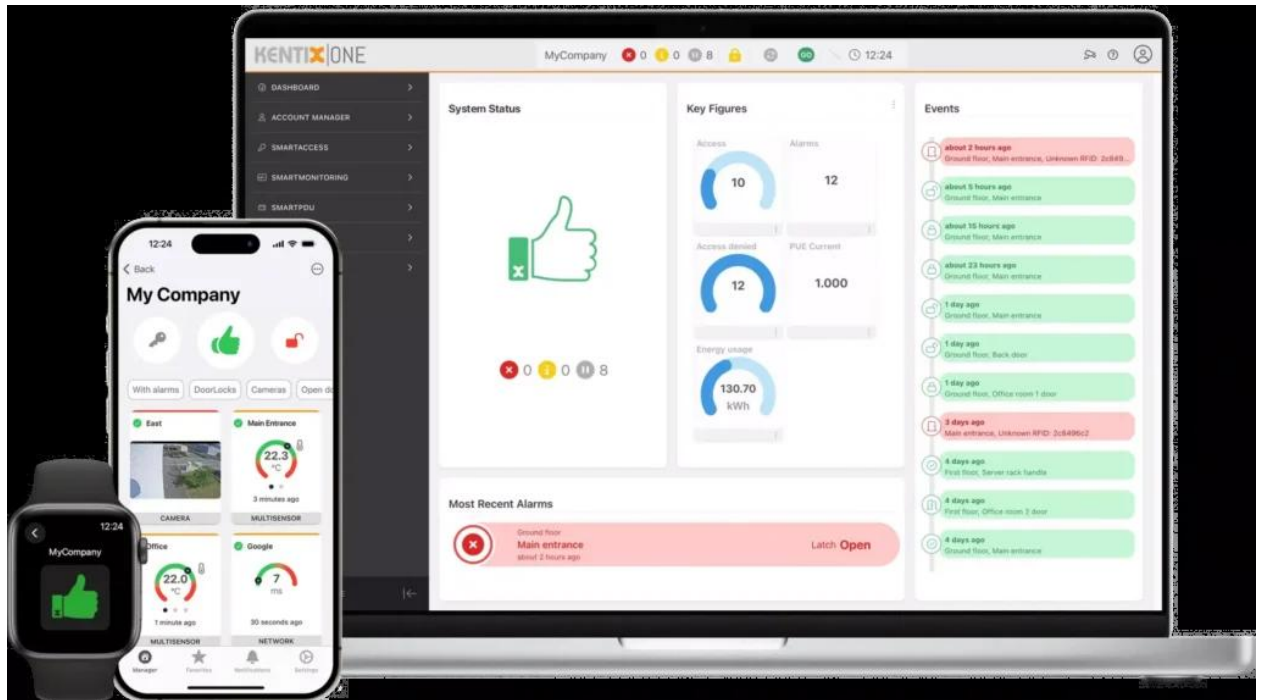 KENTIX|ONE
MyCompany 0 0 8 GO 12:24
DASHBOARD
ACCOUNT MANAGER
SMARTACCESS
SMARTMONITORING
SMARTPDU
System Status
0 0 8
Key Figures
Access
10
Alarms
12
Access denied
12
PUE Current
1.000
Energy usage
130.70
kWh
Events
about 2 hours ago
Ground floor, Main entrance, Unknown RFID: 2c849...
about 5 hours ago
Ground floor, Main entrance
about 15 hours ago
Ground floor, Main entrance
about 23 hours ago
Ground floor, Main entrance
1 day ago
Ground floor, Main entrance
1 day ago
Ground floor, Back door
1 day ago
Ground floor, Office room 1 door
3 days ago
Main entrance, Unknown RFID:
4 days ago
First floor, Server rack handle
4 days ago
First floor, Office room 2 door
4 days ago
Ground floor, Main entrance
Most Recent Alarms
Ground floor
Main entrance
about 2 hours ago
Latch Open
12:24
Back
My Company
With alarms DoorLocks Cameras Open
East
CAMERA
Main Entrance
22.3
°C
3 minutes ago
MULTISENSOR
Office
22.0
°C
1 minute ago
MULTISENSOR
Google
7
ms
30 seconds ago
NETWORK
Manager Favorites Notifications Settings
12:24
MyCompany